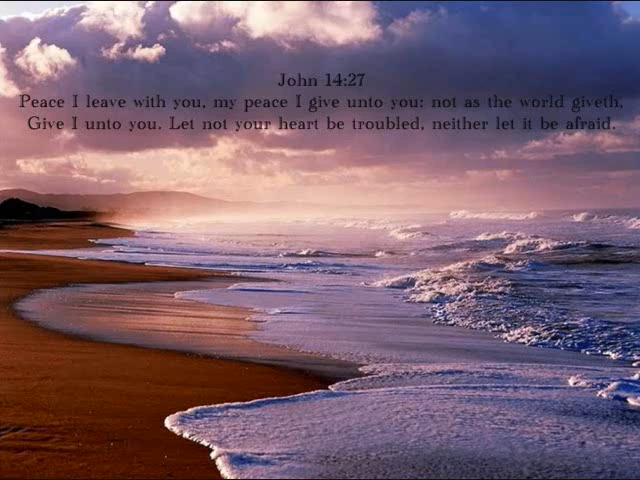 John 14:27
Peace I leave with you, my peace I give unto you: not as the world giveth,
Give I unto you. Let not your heart be troubled, neither let it be afraid.